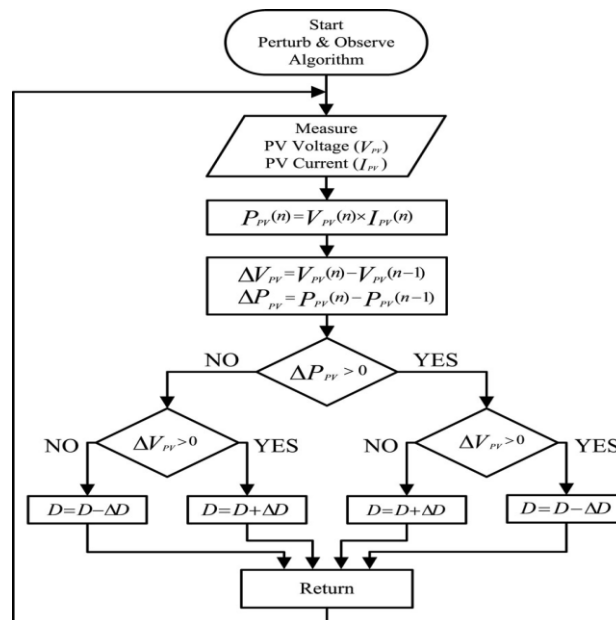 Start
Perturb & Observe
Algorithm
Measure
PV Voltage (V_PV)
PV Current (I_PV)
P_PV(n)=V_PV(n)×I_PV(n)
ΔV_PV=V_PV(n)−V_PV(n−1)
ΔP_PV=P_PV(n)−P_PV(n−1)
NO
ΔP_PV>0
YES
NO
ΔV_PV>0
YES
NO
ΔV_PV>0
YES
D=D−ΔD
D=D+ΔD
D=D+ΔD
D=D−ΔD
Return